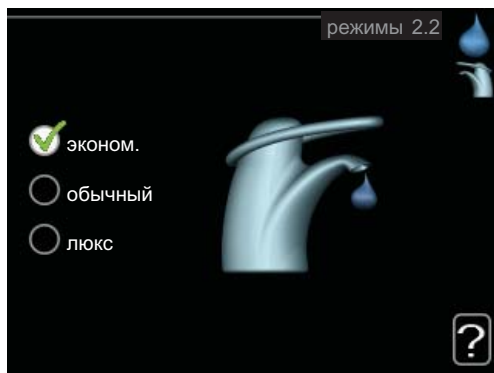 режимы 2.2
эконом.
обычный
люкс
?